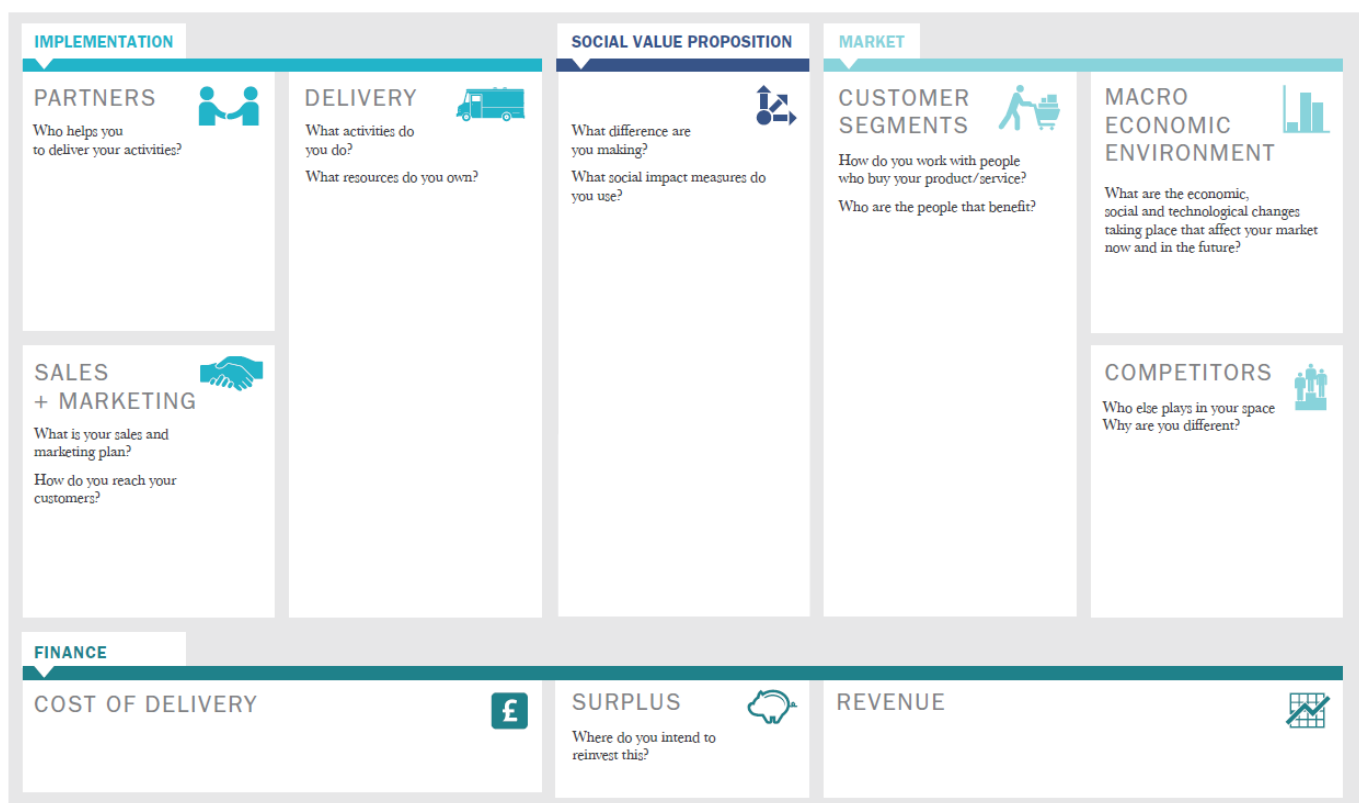 IMPLEMENTATION
PARTNERS
Who helps you
to deliver your activities?
DELIVERY
What activities do
you do?
What resources do you own?
SALES
+ MARKETING
What is your sales and
marketing plan?
How do you reach your
customers?
SOCIAL VALUE PROPOSITION
What difference are
you making?
What social impact measures do
you use?
MARKET
CUSTOMER
SEGMENTS
How do you work with people
who buy your product/service?
Who are the people that benefit?
MACRO
ECONOMIC
ENVIRONMENT
What are the economic,
social and technological changes
taking place that affect your market
now and in the future?
COMPETITORS
Who else plays in your space
Why are you different?
FINANCE
COST OF DELIVERY
£
SURPLUS
Where do you intend to
reinvest this?
REVENUE